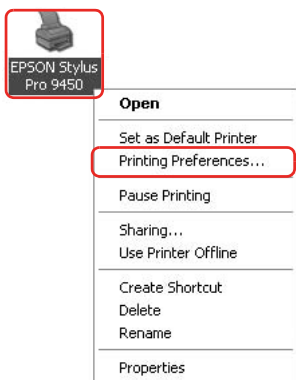 EPSON Stylus
Pro 9450
Open
Set as Default Printer
Printing Preferences...
Pause Printing
Sharing...
Use Printer Offline
Create Shortcut
Delete
Rename
Properties